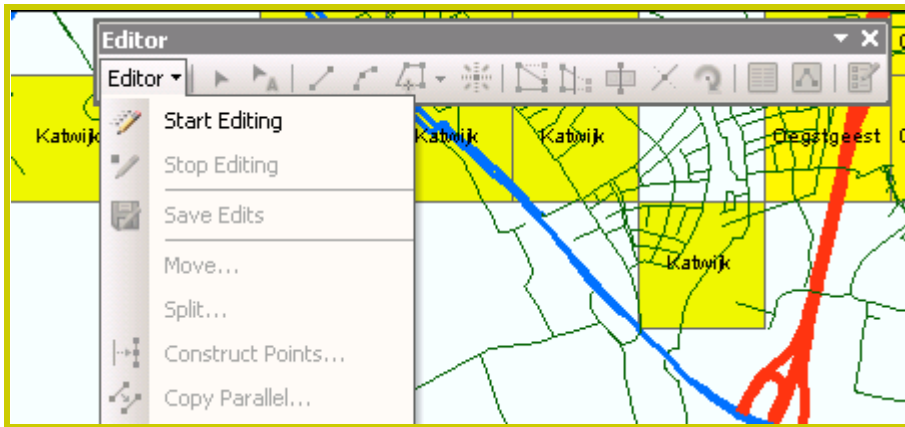 Editor
Editor
Start Editing
Stop Editing
Save Edits
Move...
Split...
Construct Points...
Copy Parallel...
Katwijk
Katwijk
Katwijk
Oegstgeest
Katwijk